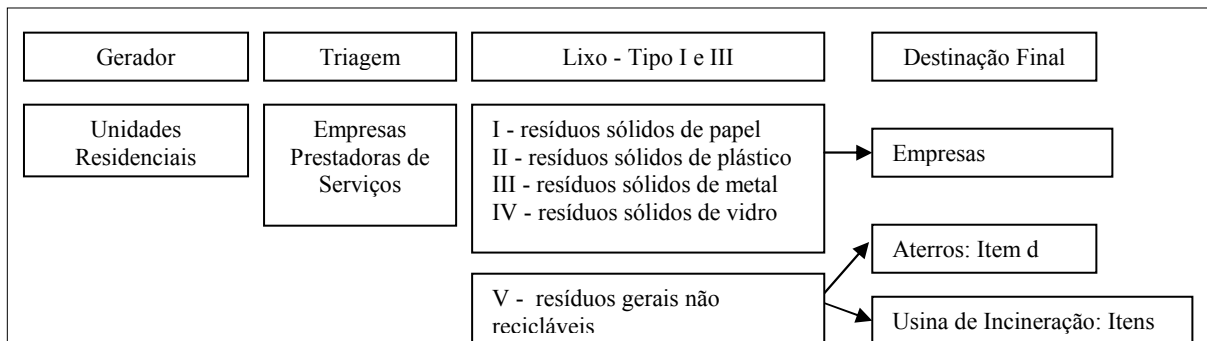 Gerador
Triagem
Lixo - Tipo I e III
Destinação Final
Unidades
Residenciais
Empresas
Prestadoras de
Serviços
I - resíduos sólidos de papel
II - resíduos sólidos de plástico
III - resíduos sólidos de metal
IV - resíduos sólidos de vidro
Empresas
Aterros: Item d
V -  resíduos gerais não
recicláveis
Usina de Incineração: Itens